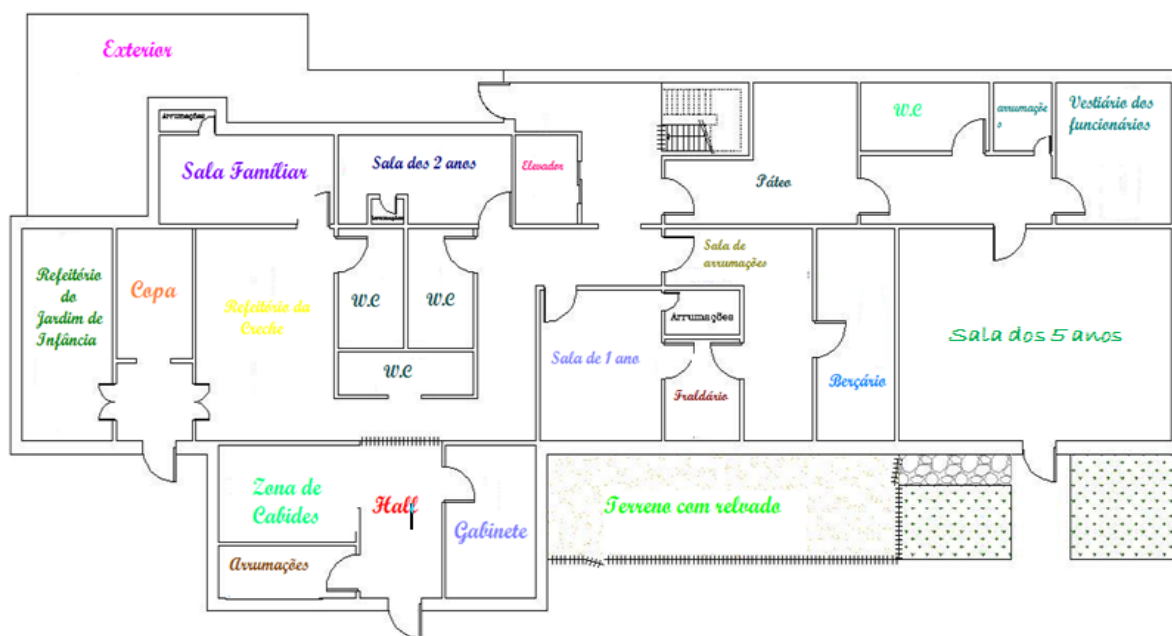 Exterior
Arrumações
Sala Famíliar
Sala dos 2 anos
Elevador
W.C
arrumaçõe
s
Vestiário dos
funcionários
Páteo
Arrumações
Refeitório
do
Jardim de
Infância
Copa
Refeitório da
Creche
W.C
W.C
W.C
Sala de
arrumações
Arrumações
Sala de 1 ano
Fraldário
Berçário
Sala dos 5 anos
Zona de
Cabides
Hall
Gabinete
Arrumações
Terreno com relvado